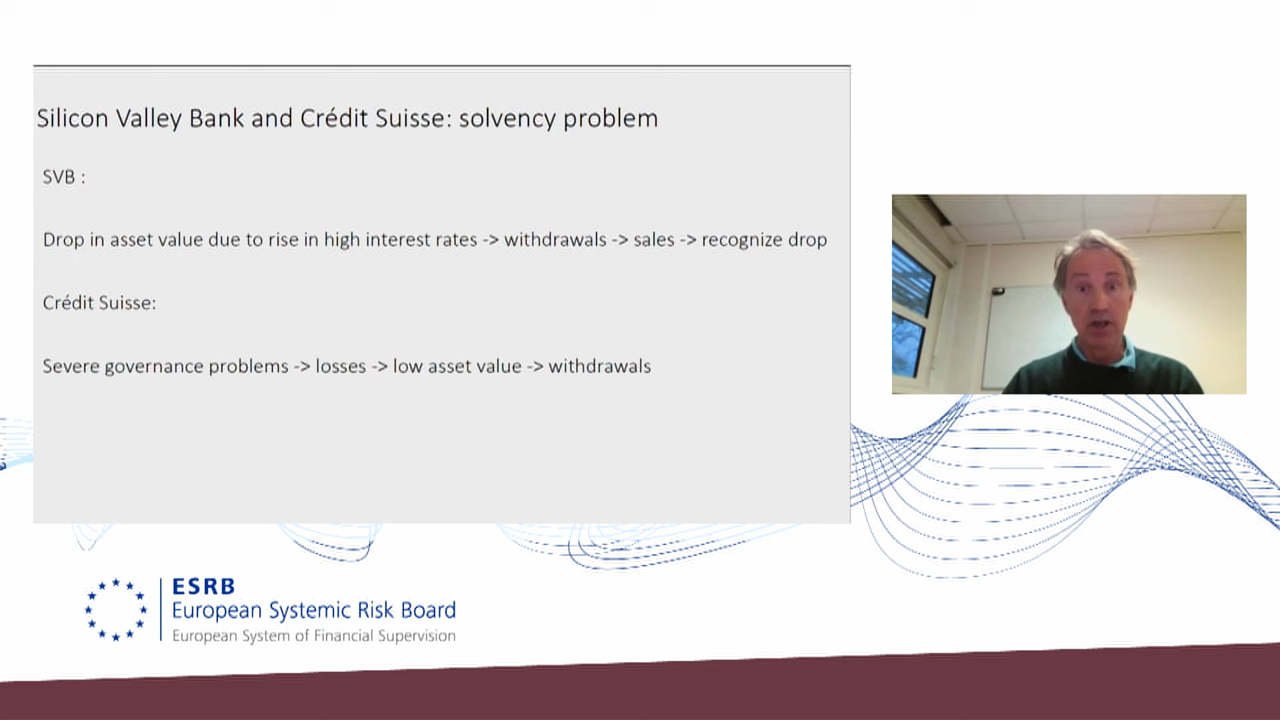 Silicon Valley Bank and Crédit Suisse: solvency problem
SVB :
Drop in asset value due to rise in high interest rates -> withdrawals -> sales -> recognize drop
Crédit Suisse:
Severe governance problems -> losses -> low asset value -> withdrawals
ESRB
European Systemic Risk Board
European System of Financial Supervision